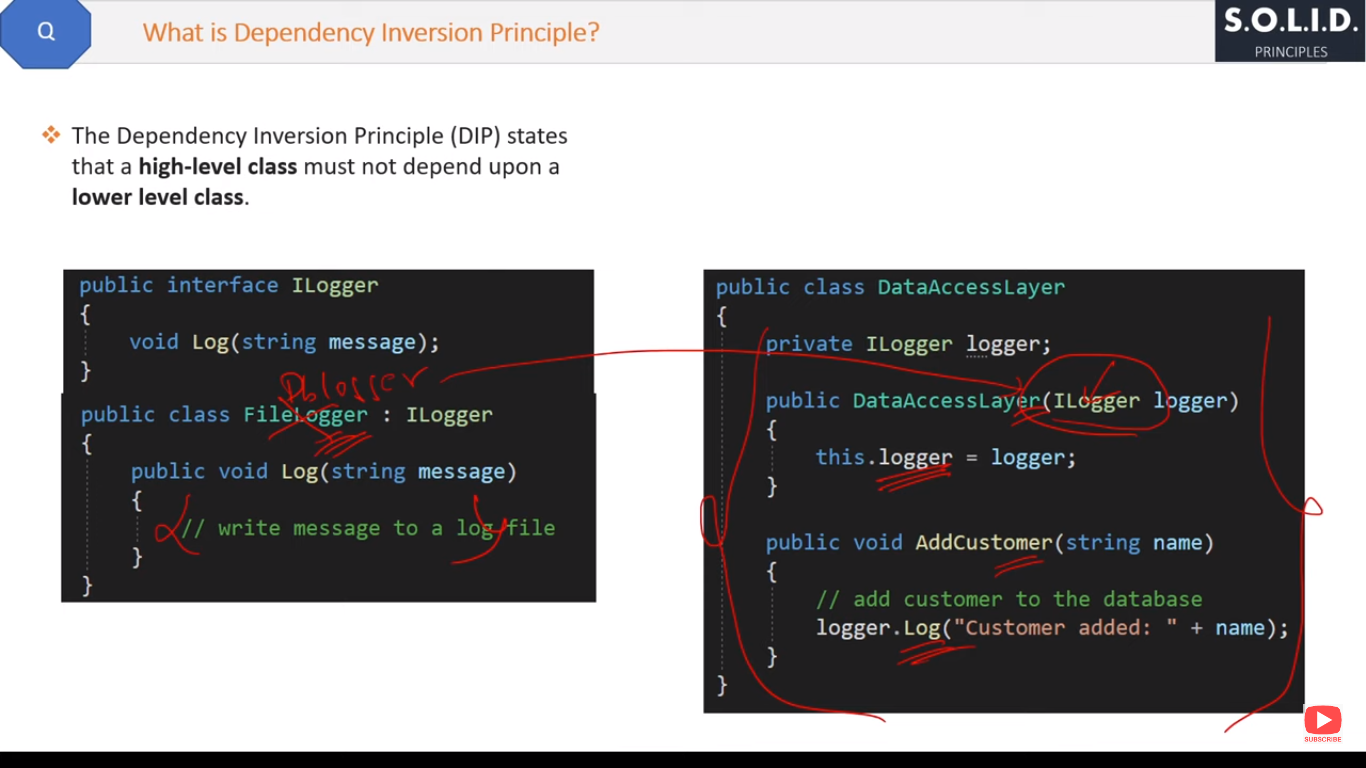 Q
What is Dependency Inversion Principle?
S.O.L.I.D.
PRINCIPLES
The Dependency Inversion Principle (DIP) states
that a high-level class must not depend upon a
lower level class.
public interface ILogger
{
void Log(string message);
}
Dblogger
public class FileLogger : ILogger
{
public void Log(string message)
{
// write message to a log file
}
}
public class DataAccessLayer
{
private ILogger logger;
public DataAccessLayer(ILogger logger)
{
this.logger = logger;
}
public void AddCustomer(string name)
{
// add customer to the database
logger.Log("Customer added: " + name);
}
}
SUBSCRIBE